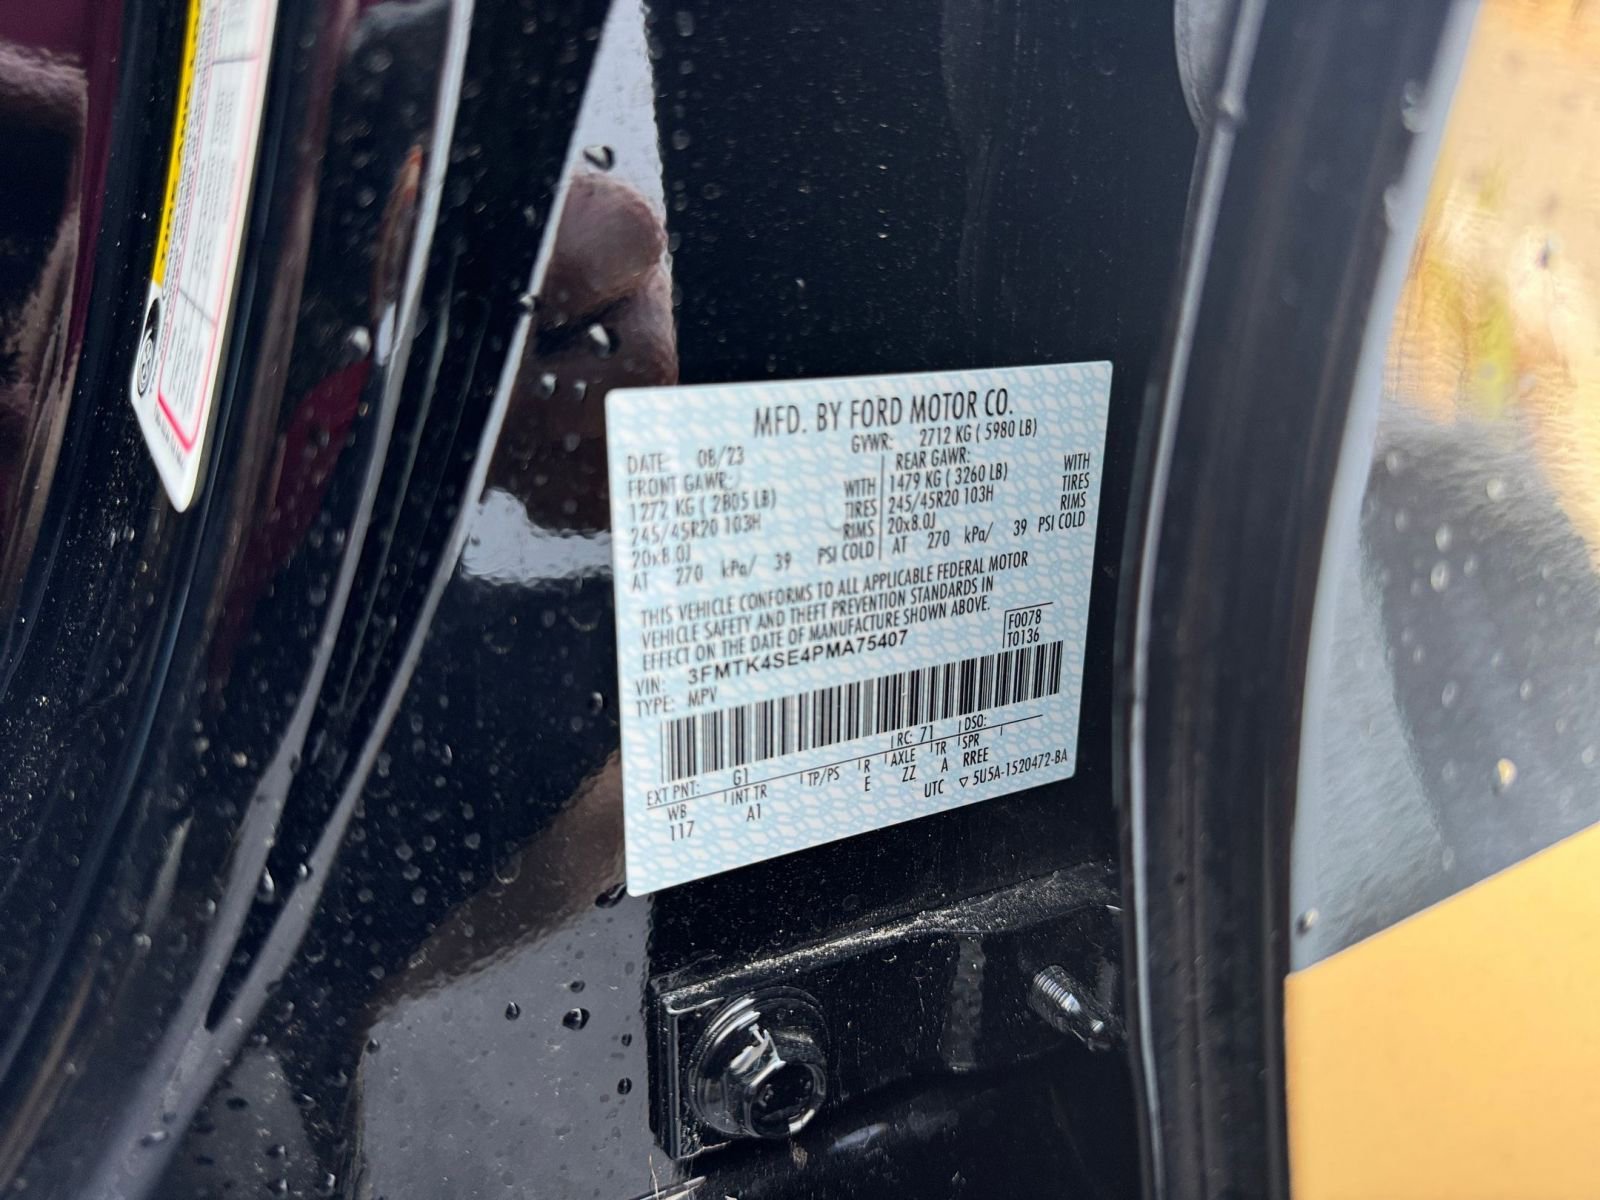 MFD. BY FORD MOTOR CO.
DATE: 08/23 GVWR: 2712 KG ( 5980 LB)
FRONT GAWR: REAR GAWR:
1272 KG ( 2805 LB) WITH 1479 KG ( 3260 LB) WITH
245/45R20 103H TIRES 245/45R20 103H TIRES
20x8.0J RIMS 20x8.0J RIMS
AT 270 kPa/ 39 PSI COLD AT 270 kPa/ 39 PSI COLD
THIS VEHICLE CONFORMS TO ALL APPLICABLE FEDERAL MOTOR
VEHICLE SAFETY AND THEFT PREVENTION STANDARDS IN
EFFECT ON THE DATE OF MANUFACTURE SHOWN ABOVE.
VIN: 3FMTK4SE4PMA75407 F0078
TYPE: MPV T0136
EXT PNT: G1 RC: 71 DSO:
WB INT TR TP/PS R AXLE TR SPR
117 A1 E ZZ A RREE
UTC ▽ 5U5A-1520472-BA